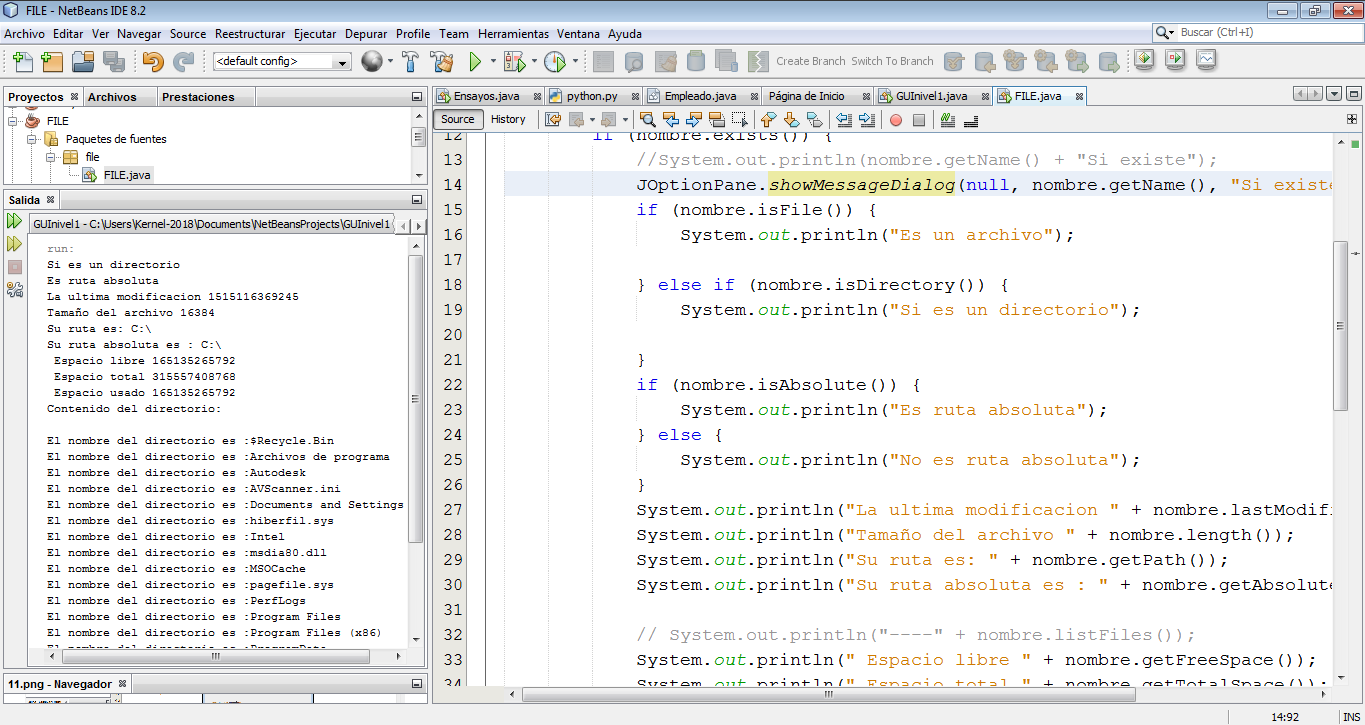 FILE - NetBeans IDE 8.2
Archivo Editar Ver Navegar Source Reestructurar Ejecutar Depurar Profile Team Herramientas Ventana Ayuda
Buscar (Ctrl+I)
<default config>
Create Branch Switch To Branch
Proyectos Archivos Prestaciones
FILE
Paquetes de fuentes
file
FILE.java
Salida
GUInivel1 - C:\Users\Kernel-2018\Documents\NetBeansProjects\GUInivel1
run:
Si es un directorio
Es ruta absoluta
La ultima modificacion 1515116369245
Tamaño del archivo 16384
Su ruta es: C:\
Su ruta absoluta es : C:\
Espacio libre 165135265792
Espacio total 315557408768
Espacio usado 165135265792
Contenido del directorio:
El nombre del directorio es :$Recycle.Bin
El nombre del directorio es :Archivos de programa
El nombre del directorio es :Autodesk
El nombre del directorio es :AVScanner.ini
El nombre del directorio es :Documents and Settings
El nombre del directorio es :hiberfil.sys
El nombre del directorio es :Intel
El nombre del directorio es :msdia80.dll
El nombre del directorio es :MSOCache
El nombre del directorio es :pagefile.sys
El nombre del directorio es :PerfLogs
El nombre del directorio es :Program Files
El nombre del directorio es :Program Files (x86)
El nombre del directorio es :ProgramData
11.png - Navegador
Ensayos.java python.py Empleado.java Página de Inicio GUInivel1.java FILE.java
Source History
12 if (nombre.exists()) {
13 //System.out.println(nombre.getName() + "Si existe");
14 JOptionPane.showMessageDialog(null, nombre.getName(), "Si existe
15 if (nombre.isFile()) {
16 System.out.println("Es un archivo");
17
18 } else if (nombre.isDirectory()) {
19 System.out.println("Si es un directorio");
20
21 }
22 if (nombre.isAbsolute()) {
23 System.out.println("Es ruta absoluta");
24 } else {
25 System.out.println("No es ruta absoluta");
26 }
27 System.out.println("La ultima modificacion " + nombre.lastModif
28 System.out.println("Tamaño del archivo " + nombre.length());
29 System.out.println("Su ruta es: " + nombre.getPath());
30 System.out.println("Su ruta absoluta es : " + nombre.getAbsolute
31
32 // System.out.println("----" + nombre.listFiles());
33 System.out.println(" Espacio libre " + nombre.getFreeSpace());
34 System.out.println(" Espacio total " + nombre.getTotalSpace());
14:92 INS